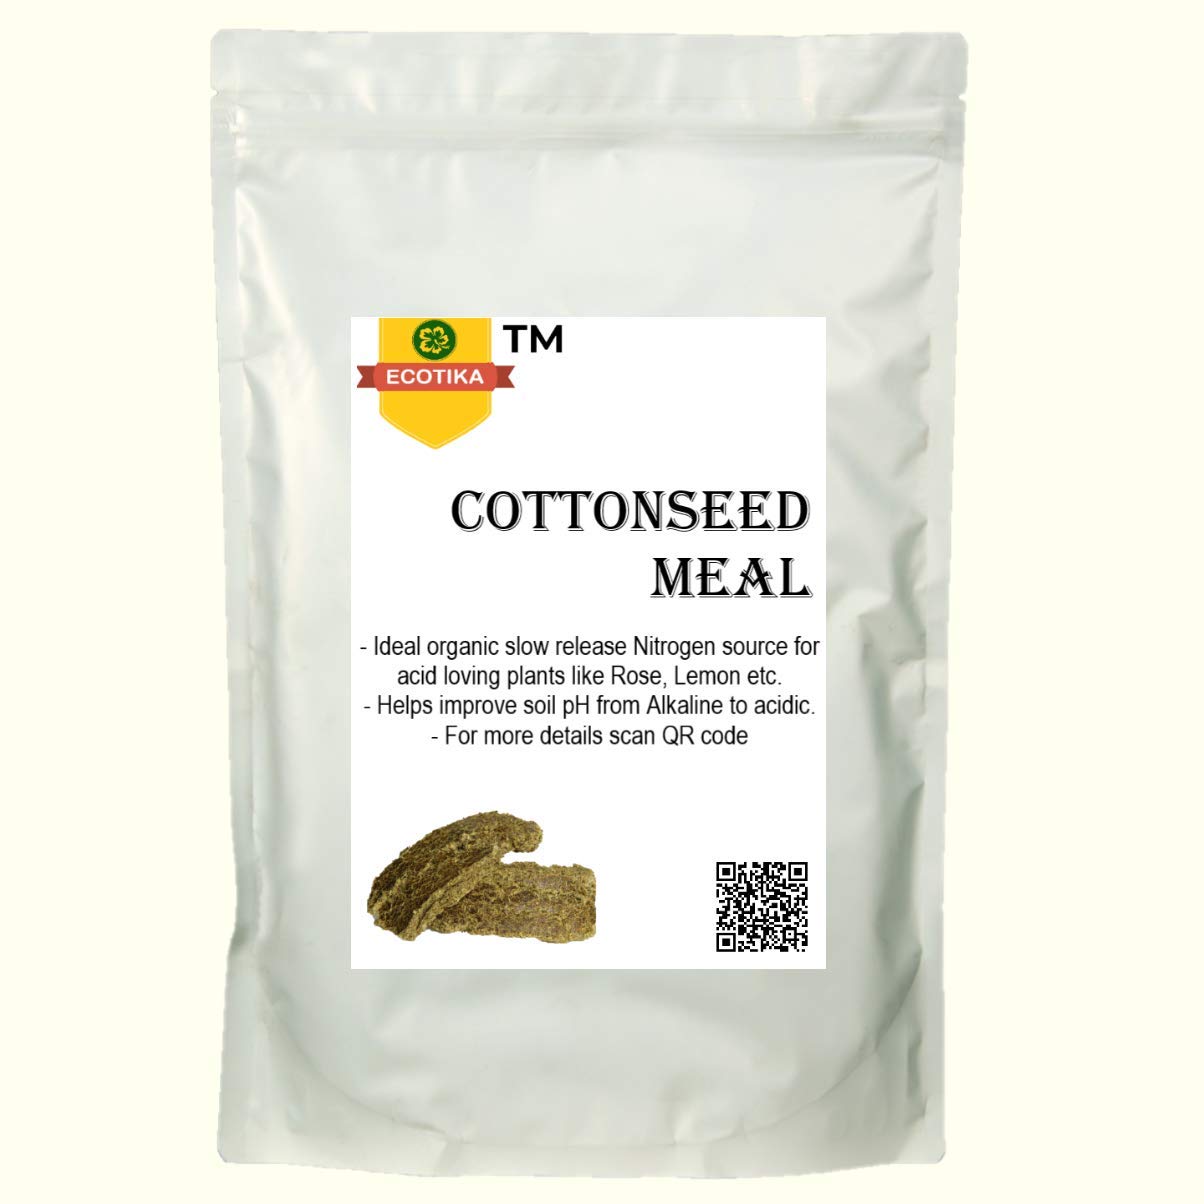 TM
ECOTIKA
COTTONSEED
MEAL
- Ideal organic slow release Nitrogen source for
acid loving plants like Rose, Lemon etc.
- Helps improve soil pH from Alkaline to acidic.
- For more details scan QR code